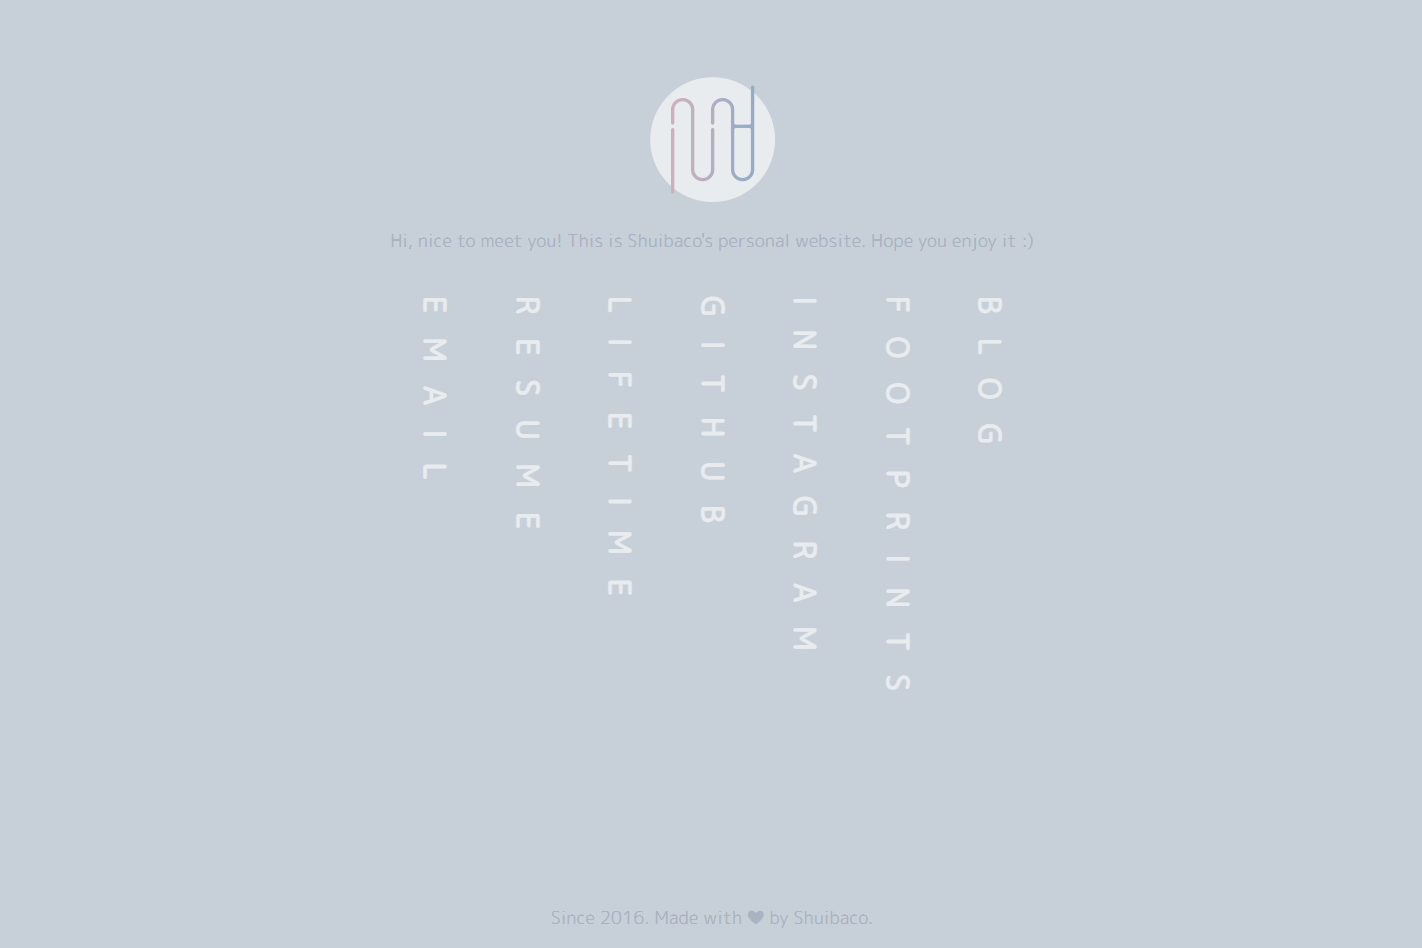 Hi, nice to meet you! This is Shuibaco's personal website. Hope you enjoy it :)
EMAIL
RESUME
LIFETIME
GITHUB
INSTAGRAM
FOOTPRINTS
BLOG
Since 2016. Made with ♥ by Shuibaco.